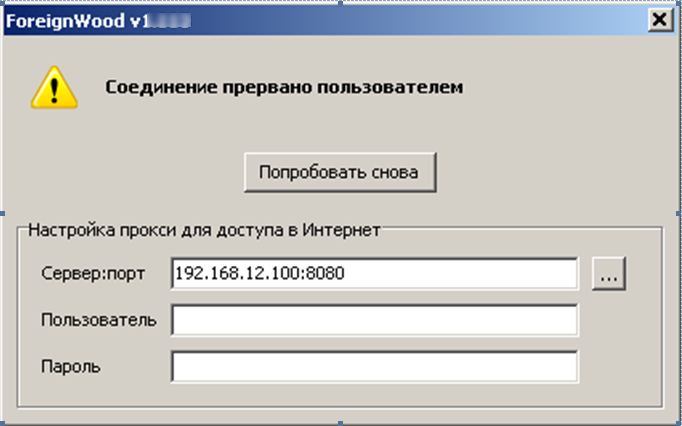 ForeignWood v1
Соединение прервано пользователем
Попробовать снова
Настройка прокси для доступа в Интернет
Сервер:порт 192.168.12.100:8080 ...
Пользователь
Пароль